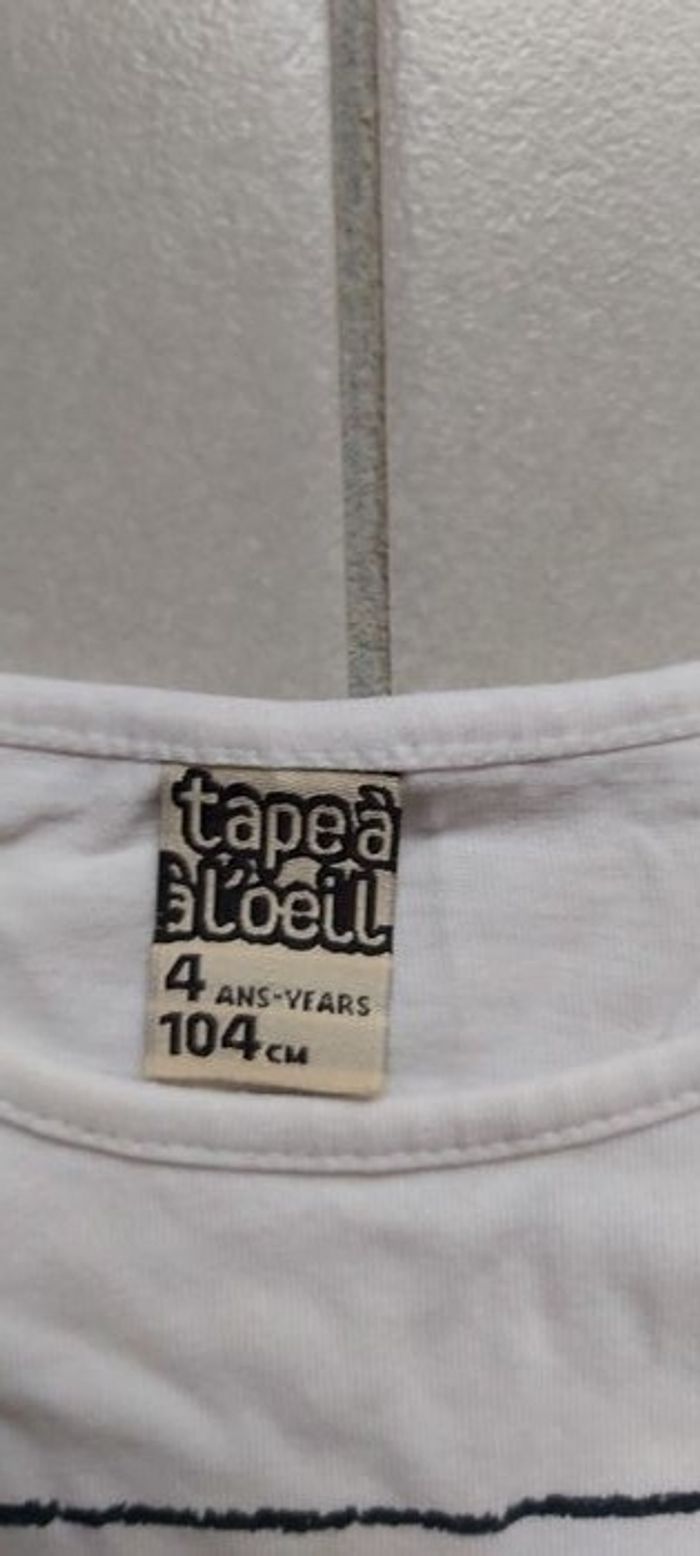 tape à
à l'oeil
4 ANS-YEARS
104 CM